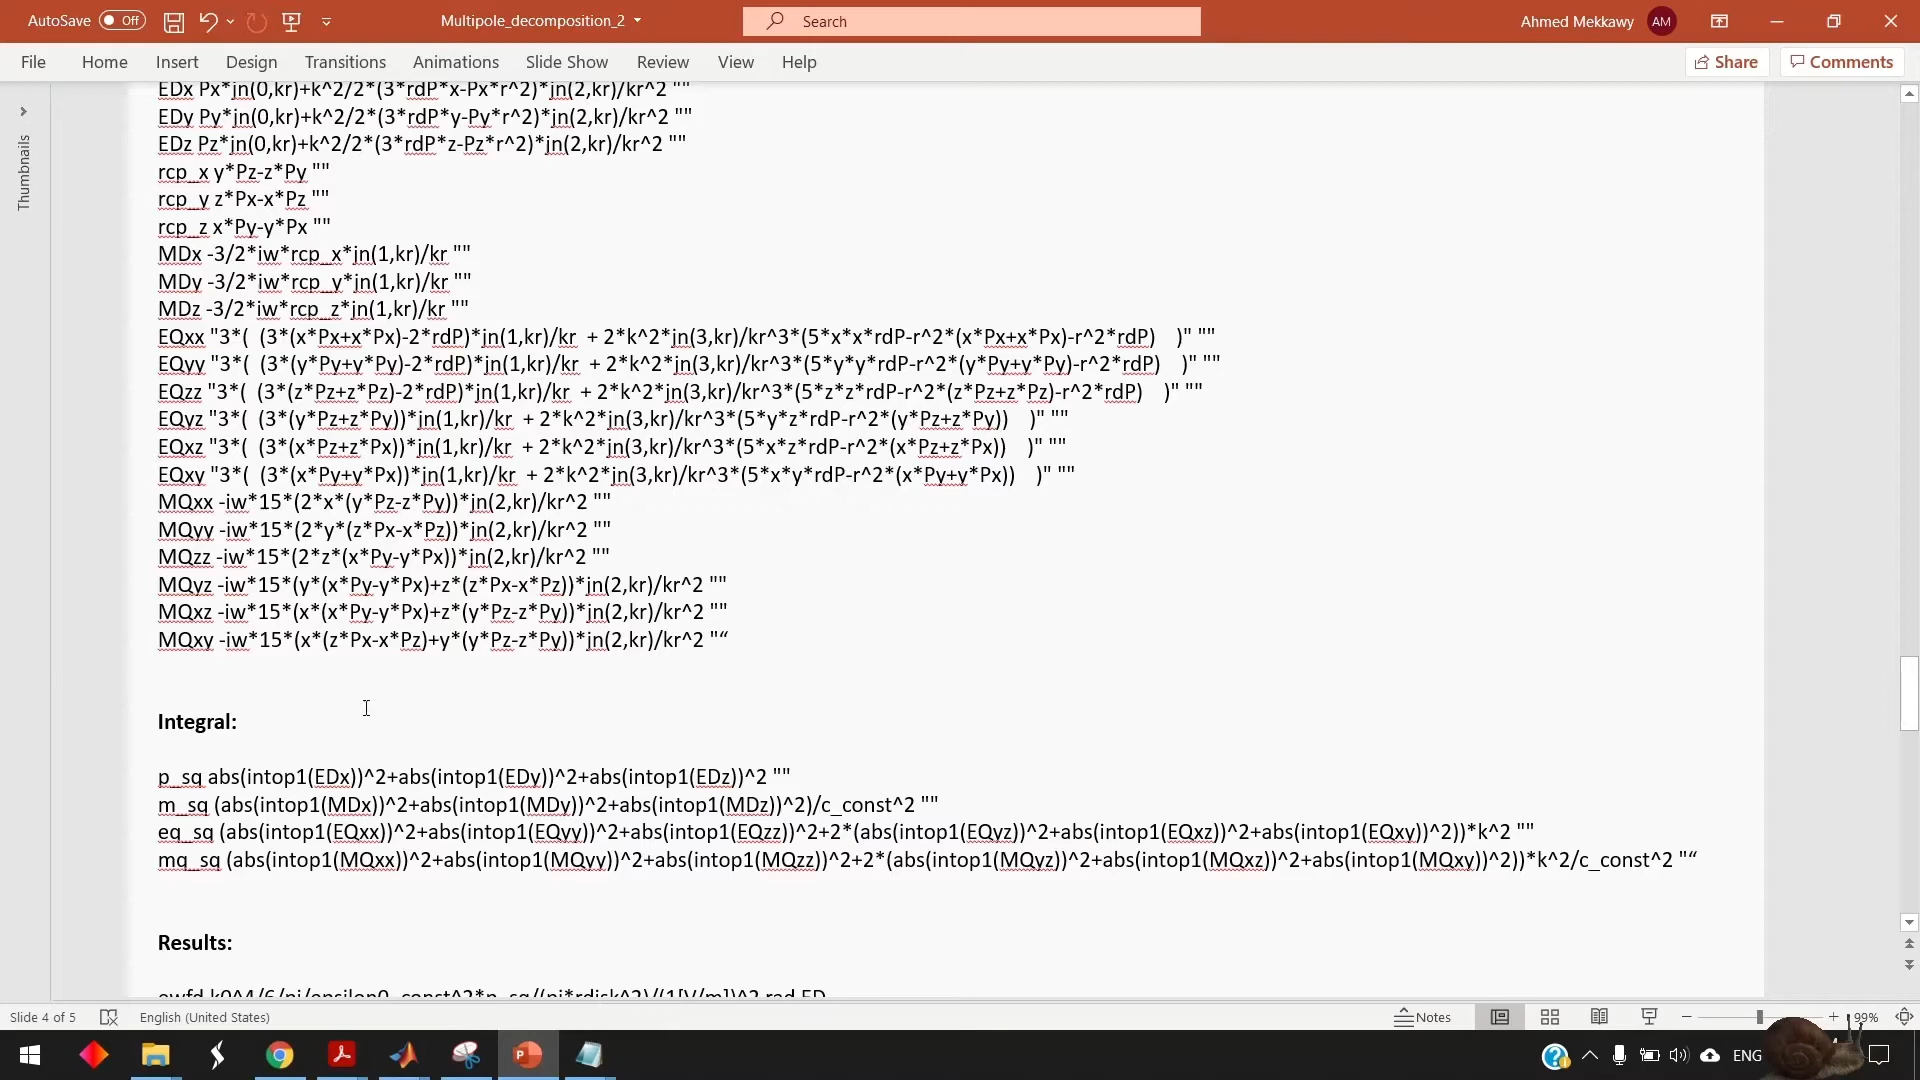 AutoSave Off Multipole_decomposition_2 Search Ahmed Mekkawy AM
File Home Insert Design Transitions Animations Slide Show Review View Help Share Comments
Thumbnails
EDx Px*jn(0,kr)+k^2/2*(3*rdP*x-Px*r^2)*jn(2,kr)/kr^2 ""
EDy Py*jn(0,kr)+k^2/2*(3*rdP*y-Py*r^2)*jn(2,kr)/kr^2 ""
EDz Pz*jn(0,kr)+k^2/2*(3*rdP*z-Pz*r^2)*jn(2,kr)/kr^2 ""
rcp_x y*Pz-z*Py ""
rcp_y z*Px-x*Pz ""
rcp_z x*Py-y*Px ""
MDx -3/2*iw*rcp_x*jn(1,kr)/kr ""
MDy -3/2*iw*rcp_y*jn(1,kr)/kr ""
MDz -3/2*iw*rcp_z*jn(1,kr)/kr ""
EQxx "3*( (3*(x*Px+x*Px)-2*rdP)*jn(1,kr)/kr + 2*k^2*jn(3,kr)/kr^3*(5*x*x*rdP-r^2*(x*Px+x*Px)-r^2*rdP) )" ""
EQyy "3*( (3*(y*Py+y*Py)-2*rdP)*jn(1,kr)/kr + 2*k^2*jn(3,kr)/kr^3*(5*y*y*rdP-r^2*(y*Py+y*Py)-r^2*rdP) )" ""
EQzz "3*( (3*(z*Pz+z*Pz)-2*rdP)*jn(1,kr)/kr + 2*k^2*jn(3,kr)/kr^3*(5*z*z*rdP-r^2*(z*Pz+z*Pz)-r^2*rdP) )" ""
EQyz "3*( (3*(y*Pz+z*Py))*jn(1,kr)/kr + 2*k^2*jn(3,kr)/kr^3*(5*y*z*rdP-r^2*(y*Pz+z*Py)) )" ""
EQxz "3*( (3*(x*Pz+z*Px))*jn(1,kr)/kr + 2*k^2*jn(3,kr)/kr^3*(5*x*z*rdP-r^2*(x*Pz+z*Px)) )" ""
EQxy "3*( (3*(x*Py+y*Px))*jn(1,kr)/kr + 2*k^2*jn(3,kr)/kr^3*(5*x*y*rdP-r^2*(x*Py+y*Px)) )" ""
MQxx -iw*15*(2*x*(y*Pz-z*Py))*jn(2,kr)/kr^2 ""
MQyy -iw*15*(2*y*(z*Px-x*Pz))*jn(2,kr)/kr^2 ""
MQzz -iw*15*(2*z*(x*Py-y*Px))*jn(2,kr)/kr^2 ""
MQyz -iw*15*(y*(x*Py-y*Px)+z*(z*Px-x*Pz))*jn(2,kr)/kr^2 ""
MQxz -iw*15*(x*(x*Py-y*Px)+z*(y*Pz-z*Py))*jn(2,kr)/kr^2 ""
MQxy -iw*15*(x*(z*Px-x*Pz)+y*(y*Pz-z*Py))*jn(2,kr)/kr^2 "“
Integral:
p_sq abs(intop1(EDx))^2+abs(intop1(EDy))^2+abs(intop1(EDz))^2 ""
m_sq (abs(intop1(MDx))^2+abs(intop1(MDy))^2+abs(intop1(MDz))^2)/c_const^2 ""
eq_sq (abs(intop1(EQxx))^2+abs(intop1(EQyy))^2+abs(intop1(EQzz))^2+2*(abs(intop1(EQyz))^2+abs(intop1(EQxz))^2+abs(intop1(EQxy))^2))*k^2 ""
mq_sq (abs(intop1(MQxx))^2+abs(intop1(MQyy))^2+abs(intop1(MQzz))^2+2*(abs(intop1(MQyz))^2+abs(intop1(MQxz))^2+abs(intop1(MQxy))^2))*k^2/c_const^2 "“
Results:
ewfd.k0^4/6/pi/epsilon0_const^2*p_sq/(pi*rdisk^2)/(1[V/m])^2 rad ED
Slide 4 of 5 English (United States) Notes 99%
ENG